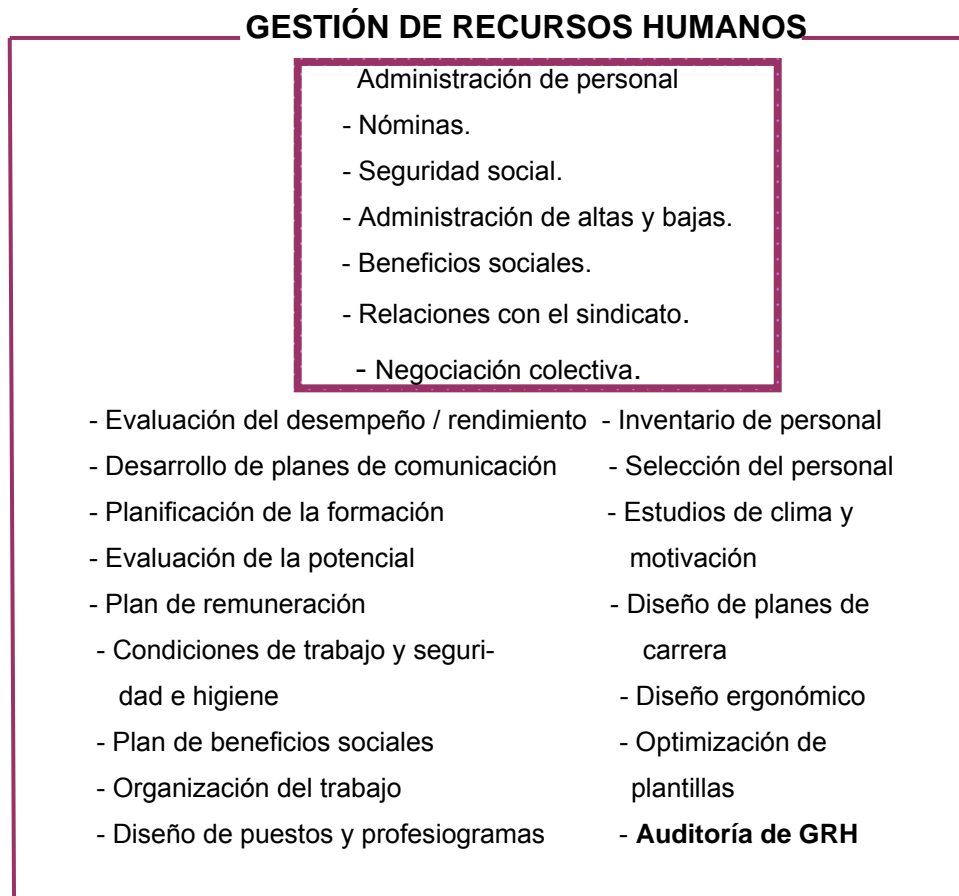 GESTIÓN DE RECURSOS HUMANOS
Administración de personal
- Nóminas.
- Seguridad social.
- Administración de altas y bajas.
- Beneficios sociales.
- Relaciones con el sindicato.
- Negociación colectiva.
- Evaluación del desempeño / rendimiento - Inventario de personal
- Desarrollo de planes de comunicación - Selección del personal
- Planificación de la formación - Estudios de clima y
- Evaluación de la potencial motivación
- Plan de remuneración - Diseño de planes de
- Condiciones de trabajo y seguri- carrera
dad e higiene - Diseño ergonómico
- Plan de beneficios sociales - Optimización de
- Organización del trabajo plantillas
- Diseño de puestos y profesiogramas - Auditoría de GRH